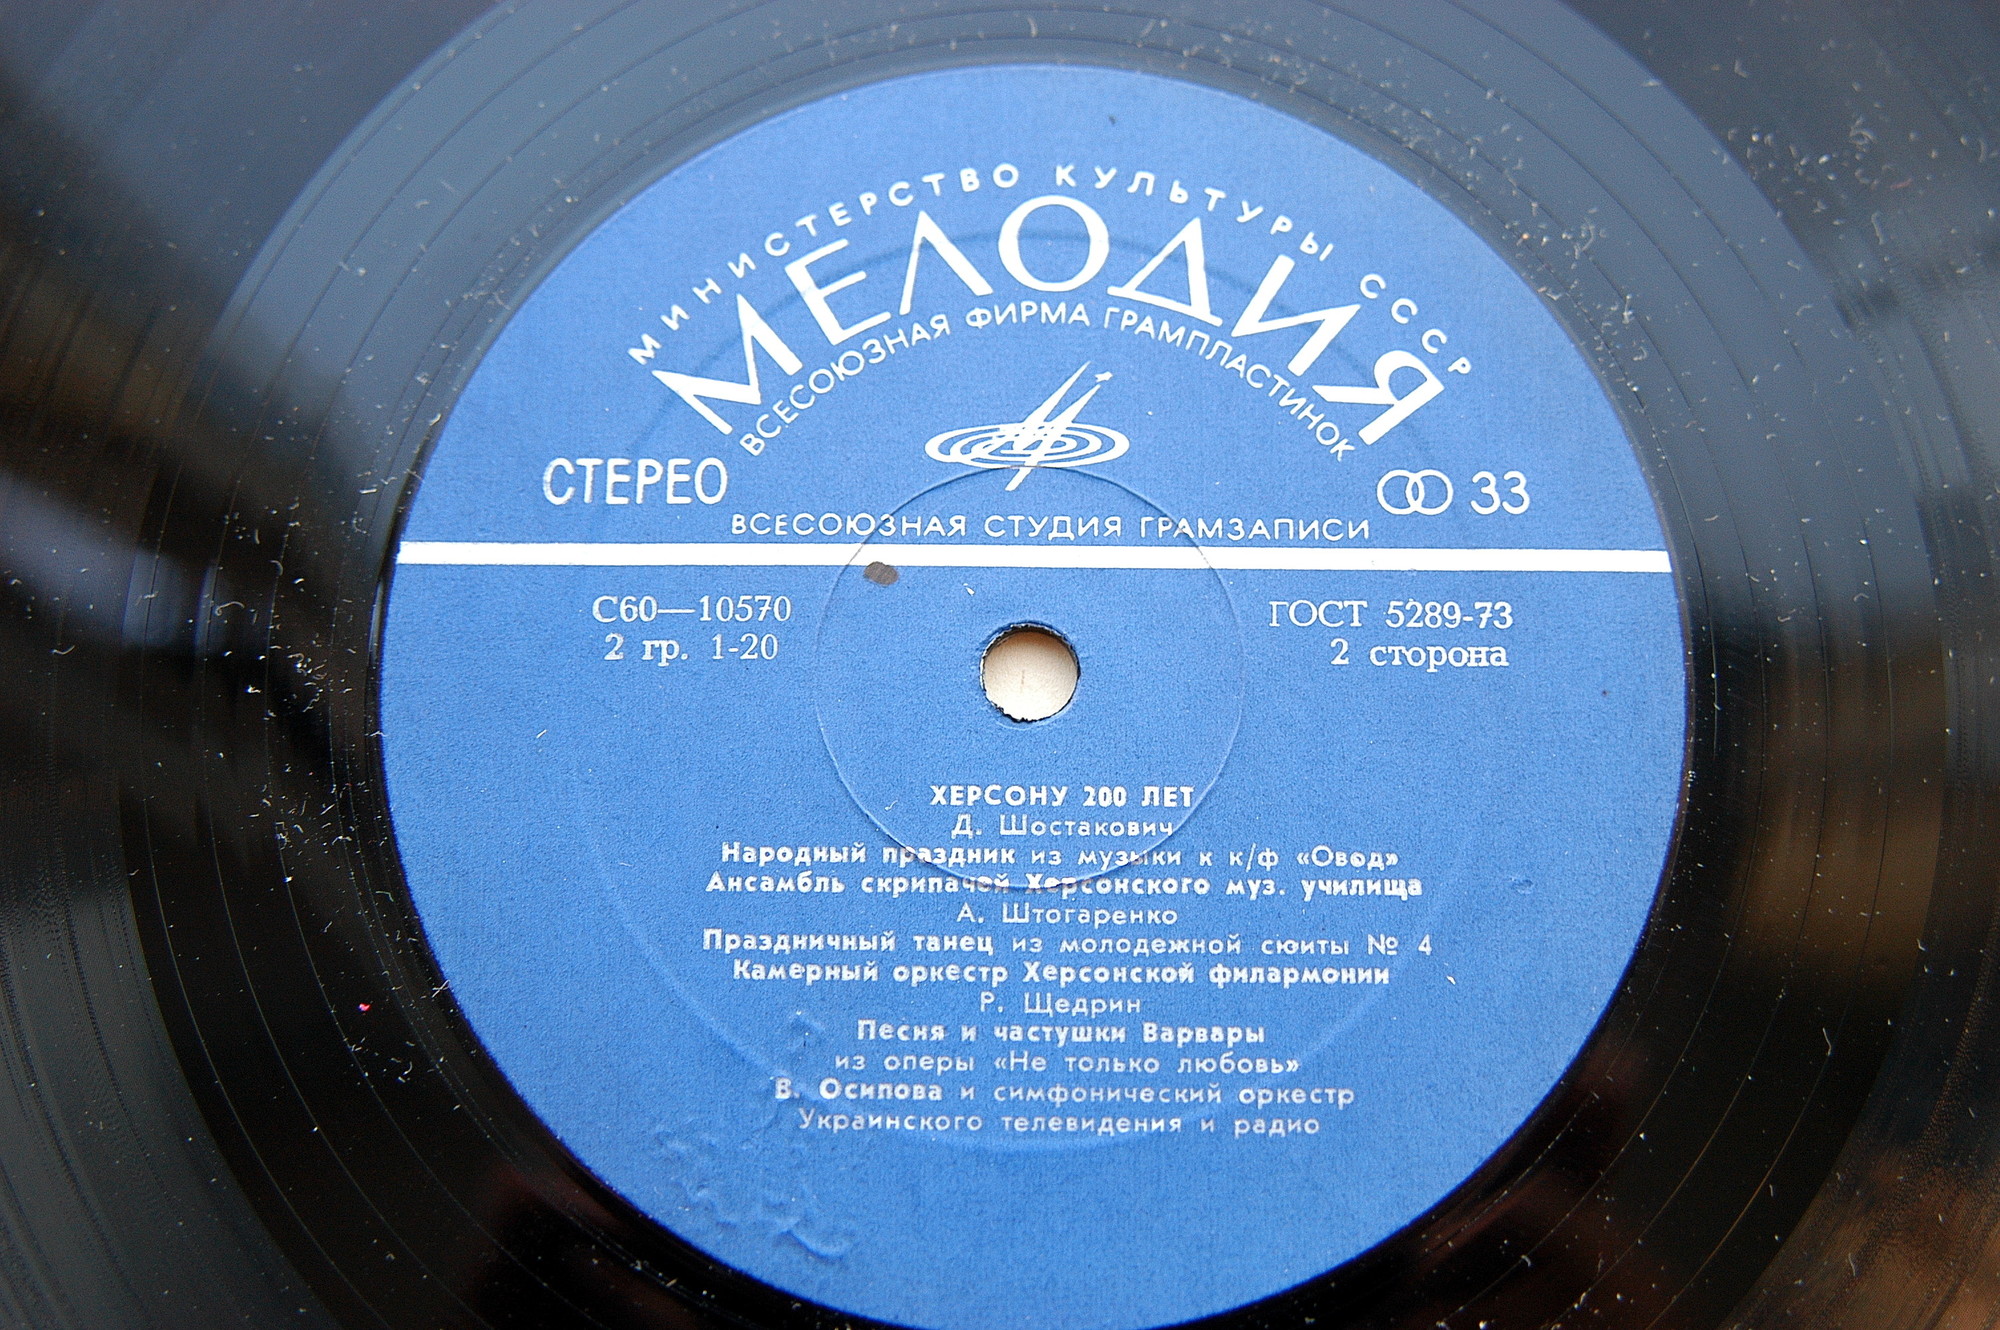 МИНИСТЕРСТВО КУЛЬТУРЫ СССР
МЕЛОДИЯ
ВСЕСОЮЗНАЯ ФИРМА ГРАМПЛАСТИНОК
СТЕРЕО
33
ВСЕСОЮЗНАЯ СТУДИЯ ГРАМЗАПИСИ
С60—10570
2 гр. 1-20
ГОСТ 5289-73
2 сторона
ХЕРСОНУ 200 ЛЕТ
Д. Шостакович
Народный праздник из музыки к к/ф «Овод»
Ансамбль скрипачей Херсонского муз. училища
А. Штогаренко
Праздничный танец из молодежной сюиты № 4
Камерный оркестр Херсонской филармонии
Р. Щедрин
Песня и частушки Варвары
из оперы «Не только любовь»
В. Осипова и симфонический оркестр
Украинского телевидения и радио